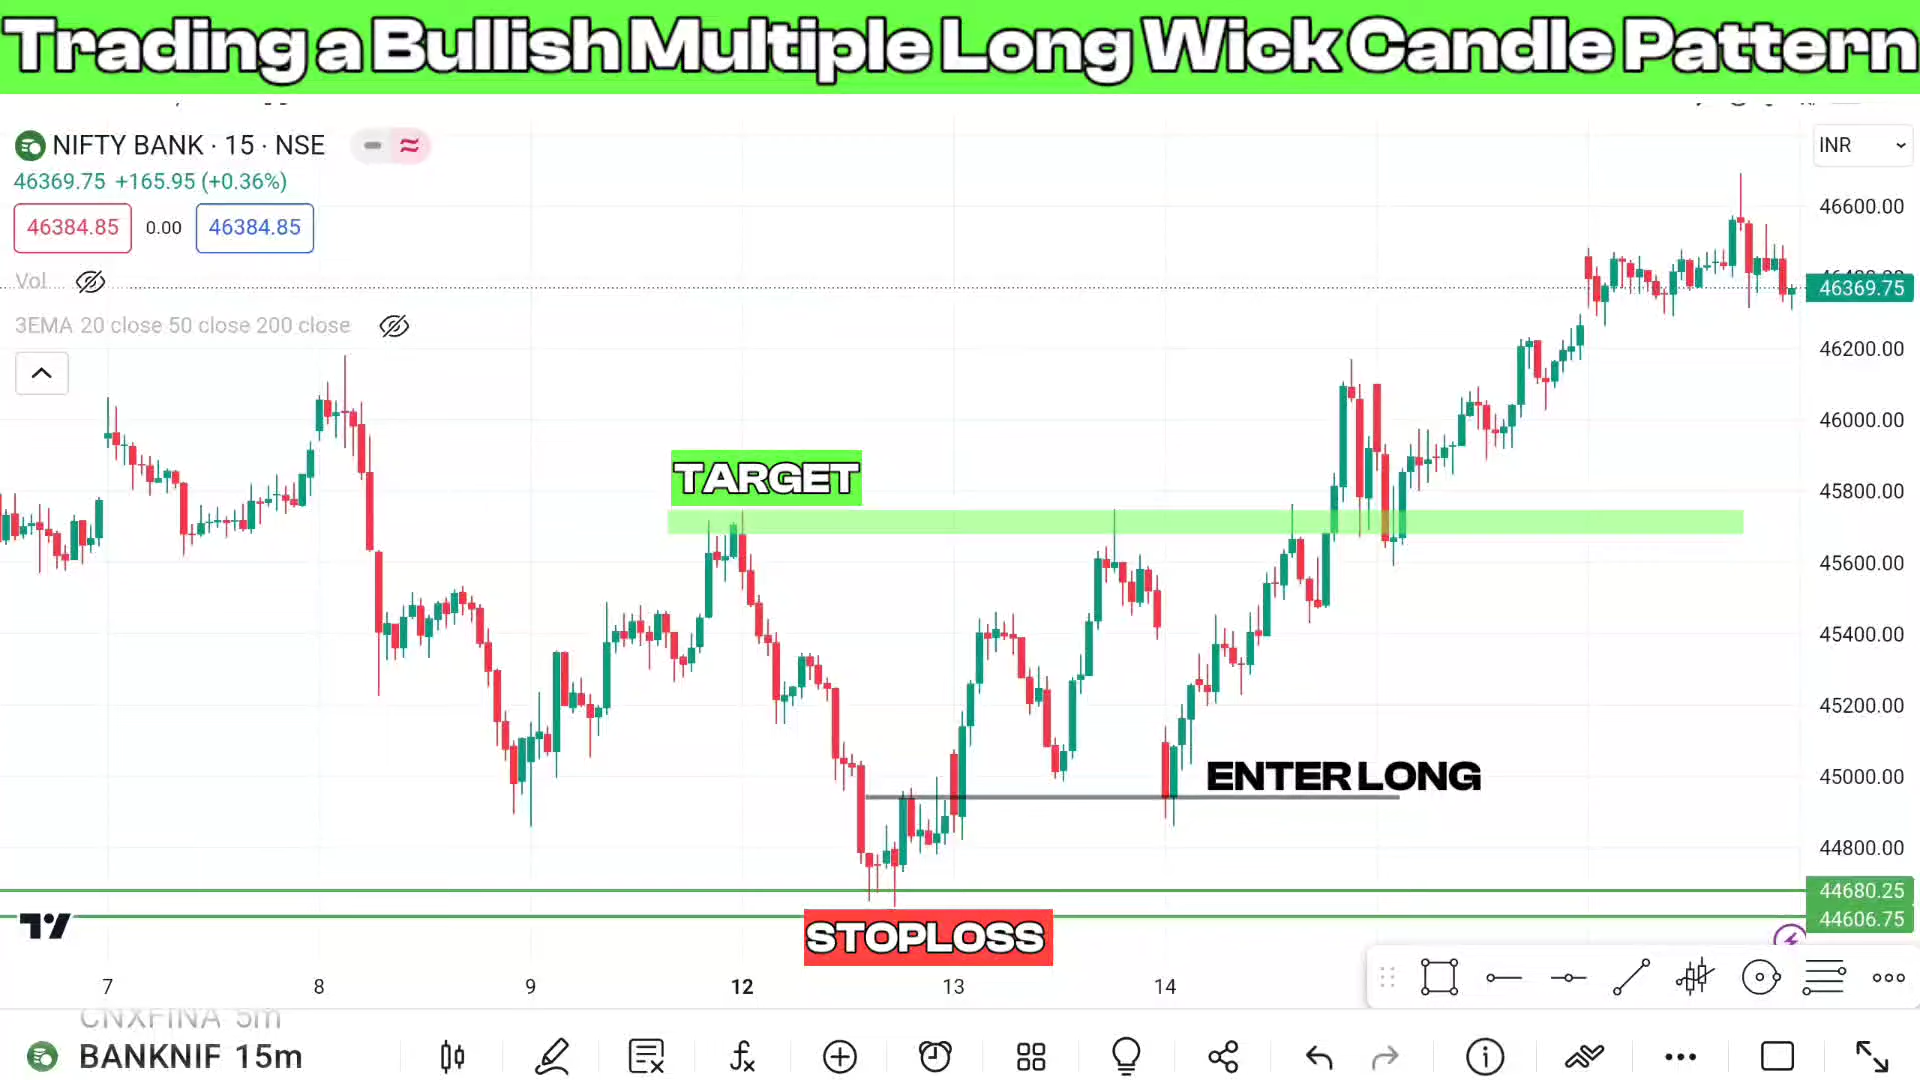 Trading a Bullish Multiple Long Wick Candle Pattern
NIFTY BANK · 15 · NSE
INR
46369.75 +165.95 (+0.36%)
46384.85 0.00 46384.85
Vol
3EMA 20 close 50 close 200 close
46600.00
46369.75
46200.00
46000.00
45800.00
45600.00
45400.00
45200.00
45000.00
44800.00
44680.25
44606.75
TARGET
ENTER LONG
STOPLOSS
7 8 9 12 13 14
CNXFINA 5m
BANKNIF 15m